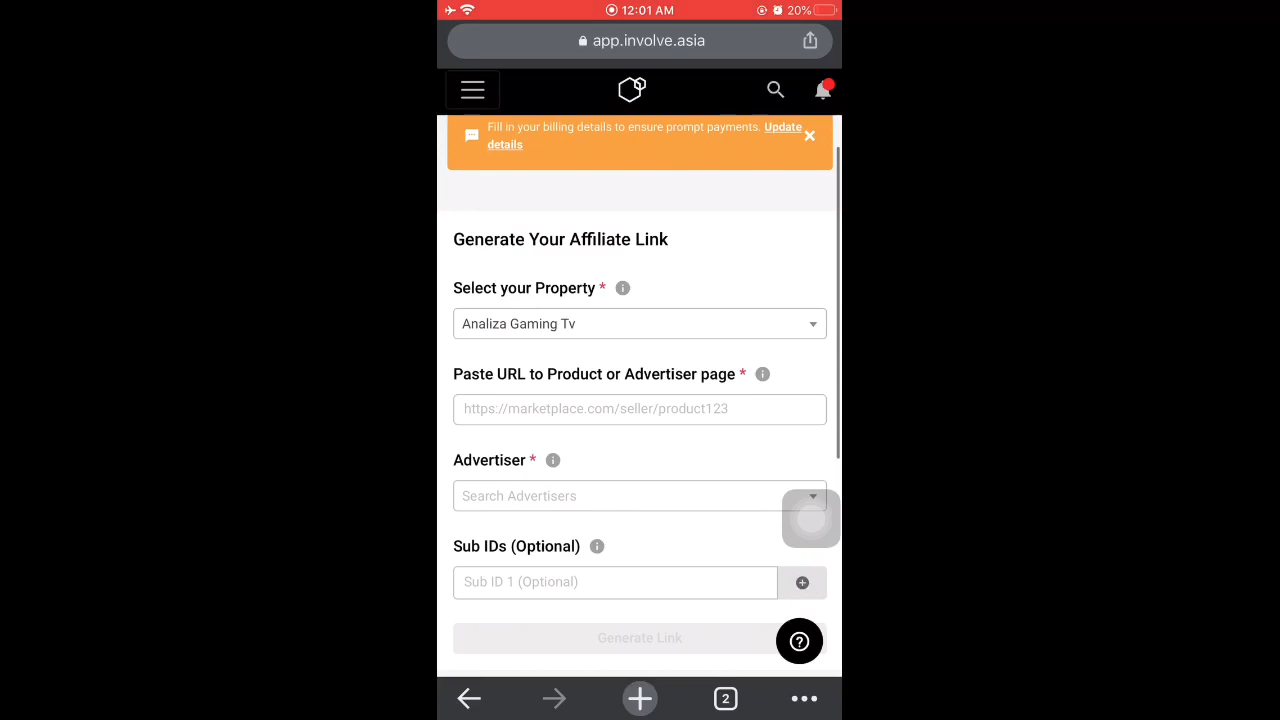 12:01 AM
20%
app.involve.asia
Fill in your billing details to ensure prompt payments. Update
details
Generate Your Affiliate Link
Select your Property *
Analiza Gaming Tv
Paste URL to Product or Advertiser page *
https://marketplace.com/seller/product123
Advertiser *
Search Advertisers
Sub IDs (Optional)
Sub ID 1 (Optional)
Generate Link
2